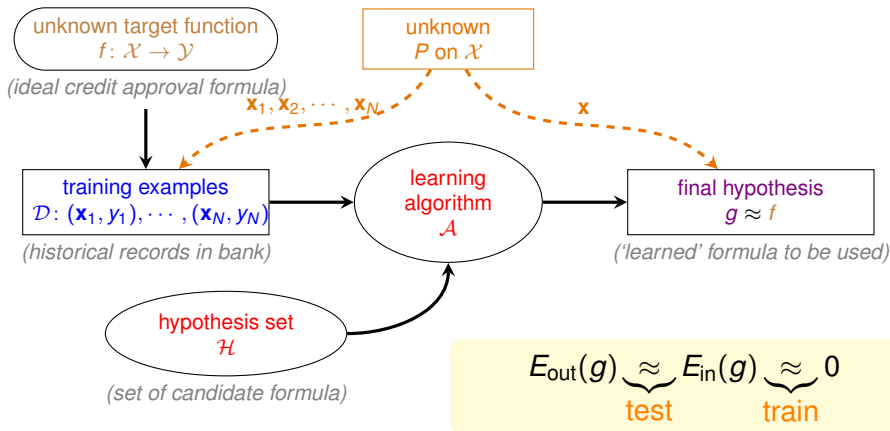 unknown target function
f: 𝒳 → 𝒴
(ideal credit approval formula)
unknown
P on 𝒳
x₁, x₂, ⋯ , x_N
x
training examples
𝒟: (x₁, y₁), ⋯ , (x_N, y_N)
(historical records in bank)
learning
algorithm
𝒜
final hypothesis
g ≈ f
('learned' formula to be used)
hypothesis set
ℋ
(set of candidate formula)
E_out(g) ≈ E_in(g) ≈ 0
test train